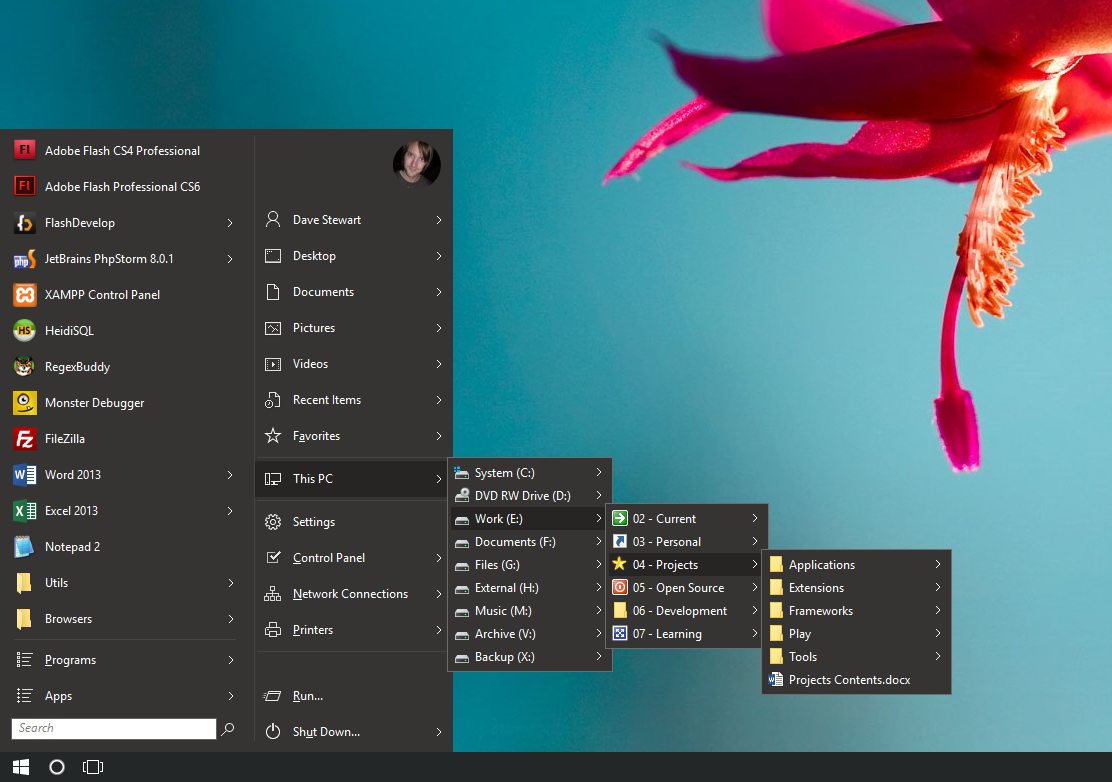 Adobe Flash CS4 Professional
Adobe Flash Professional CS6
FlashDevelop
JetBrains PhpStorm 8.0.1
XAMPP Control Panel
HeidiSQL
RegexBuddy
Monster Debugger
FileZilla
Word 2013
Excel 2013
Notepad 2
Utils
Browsers
Programs
Apps
Search
Dave Stewart
Desktop
Documents
Pictures
Videos
Recent Items
Favorites
This PC
Settings
Control Panel
Network Connections
Printers
Run...
Shut Down...
System (C:)
DVD RW Drive (D:)
Work (E:)
Documents (F:)
Files (G:)
External (H:)
Music (M:)
Archive (V:)
Backup (X:)
02 - Current
03 - Personal
04 - Projects
05 - Open Source
06 - Development
07 - Learning
Applications
Extensions
Frameworks
Play
Tools
Projects Contents.docx